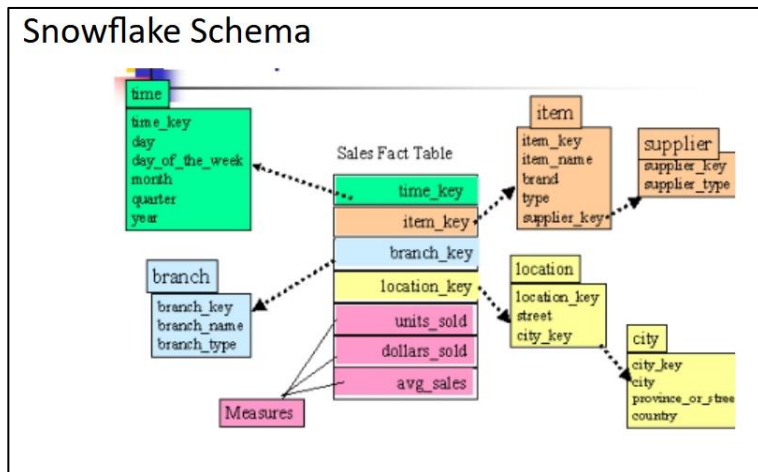 Snowflake Schema
time
time_key
day
day_of_the_week
month
quarter
year
branch
branch_key
branch_name
branch_type
Sales Fact Table
time_key
item_key
branch_key
location_key
units_sold
dollars_sold
avg_sales
Measures
item
item_key
item_name
brand
type
supplier_key
supplier
supplier_key
supplier_type
location
location_key
street
city_key
city
city_key
city
province_or_stree
country